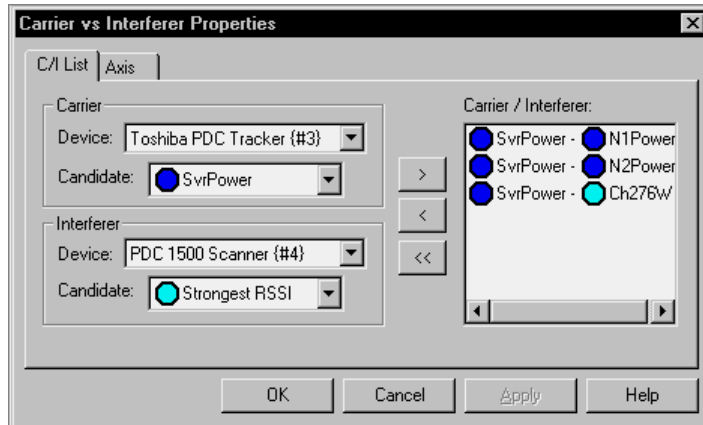 Carrier vs Interferer Properties
C/I List
Axis
Carrier
Device: Toshiba PDC Tracker {#3}
Candidate: SvrPower
Interferer
Device: PDC 1500 Scanner {#4}
Candidate: Strongest RSSI
>
<
<<
Carrier / Interferer:
SvrPower - N1Power
SvrPower - N2Power
SvrPower - Ch276W
OK
Cancel
Apply
Help